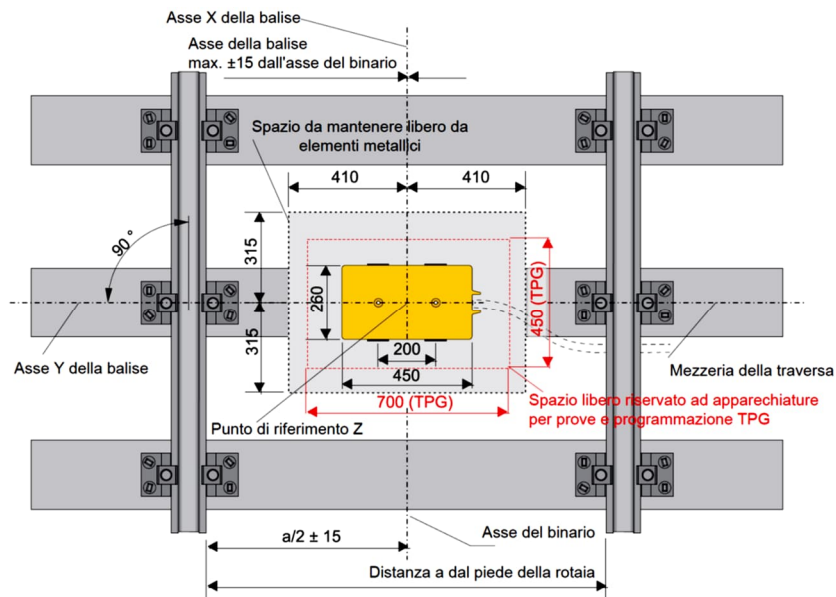 Asse X della balise
Asse della balise
max. ±15 dall'asse del binario
Spazio da mantenere libero da
elementi metallici
410
410
90°
315
315
260
200
450
450 (TPG)
700 (TPG)
Asse Y della balise
Mezzeria della traversa
Spazio libero riservato ad apparechiature
per prove e programmazione TPG
Punto di riferimento Z
Asse del binario
a/2 ± 15
Distanza a dal piede della rotaia